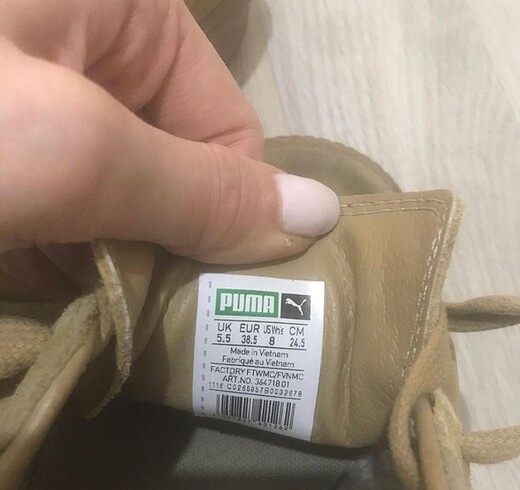 PUMA
UK EUR US Wns CM
5.5 38.5 8 24.5
Made in Vietnam
Fabriqué au Vietnam
FACTORY FTWMC/FVNMC
ART.NO. 364718 01